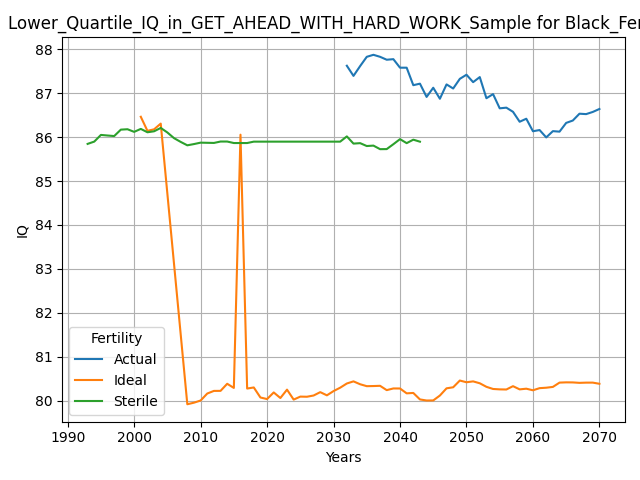 Lower_Quartile_IQ_in_GET_AHEAD_WITH_HARD_WORK_Sample for Black_Fe
88
87
86
85
84
83
82
81
80
IQ
Fertility
Actual
Ideal
Sterile
1990
2000
2010
2020
2030
2040
2050
2060
2070
Years